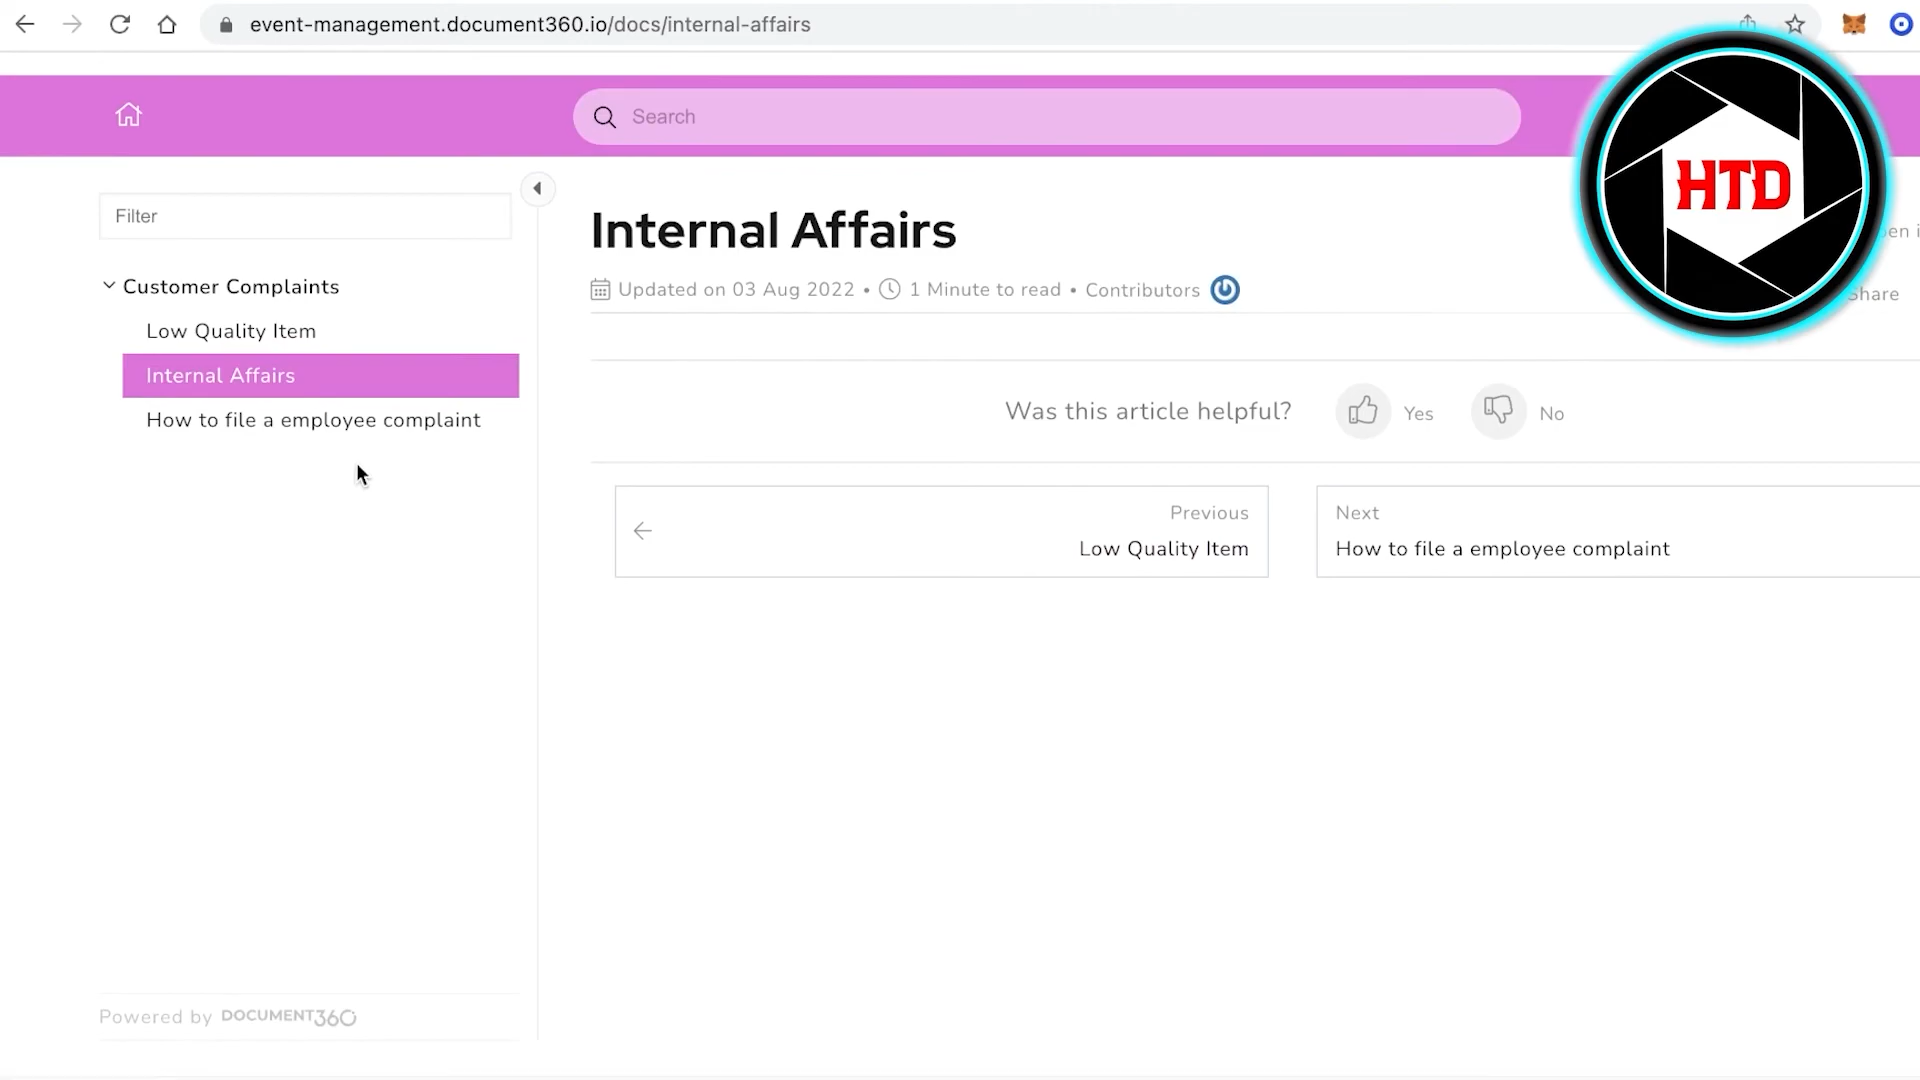 event-management.document360.io/docs/internal-affairs
Search
HTD
Filter
Customer Complaints
Low Quality Item
Internal Affairs
How to file a employee complaint
Internal Affairs
Updated on 03 Aug 2022 • 1 Minute to read • Contributors
Share
Was this article helpful? Yes No
Previous
Low Quality Item
Next
How to file a employee complaint
Powered by DOCUMENT360